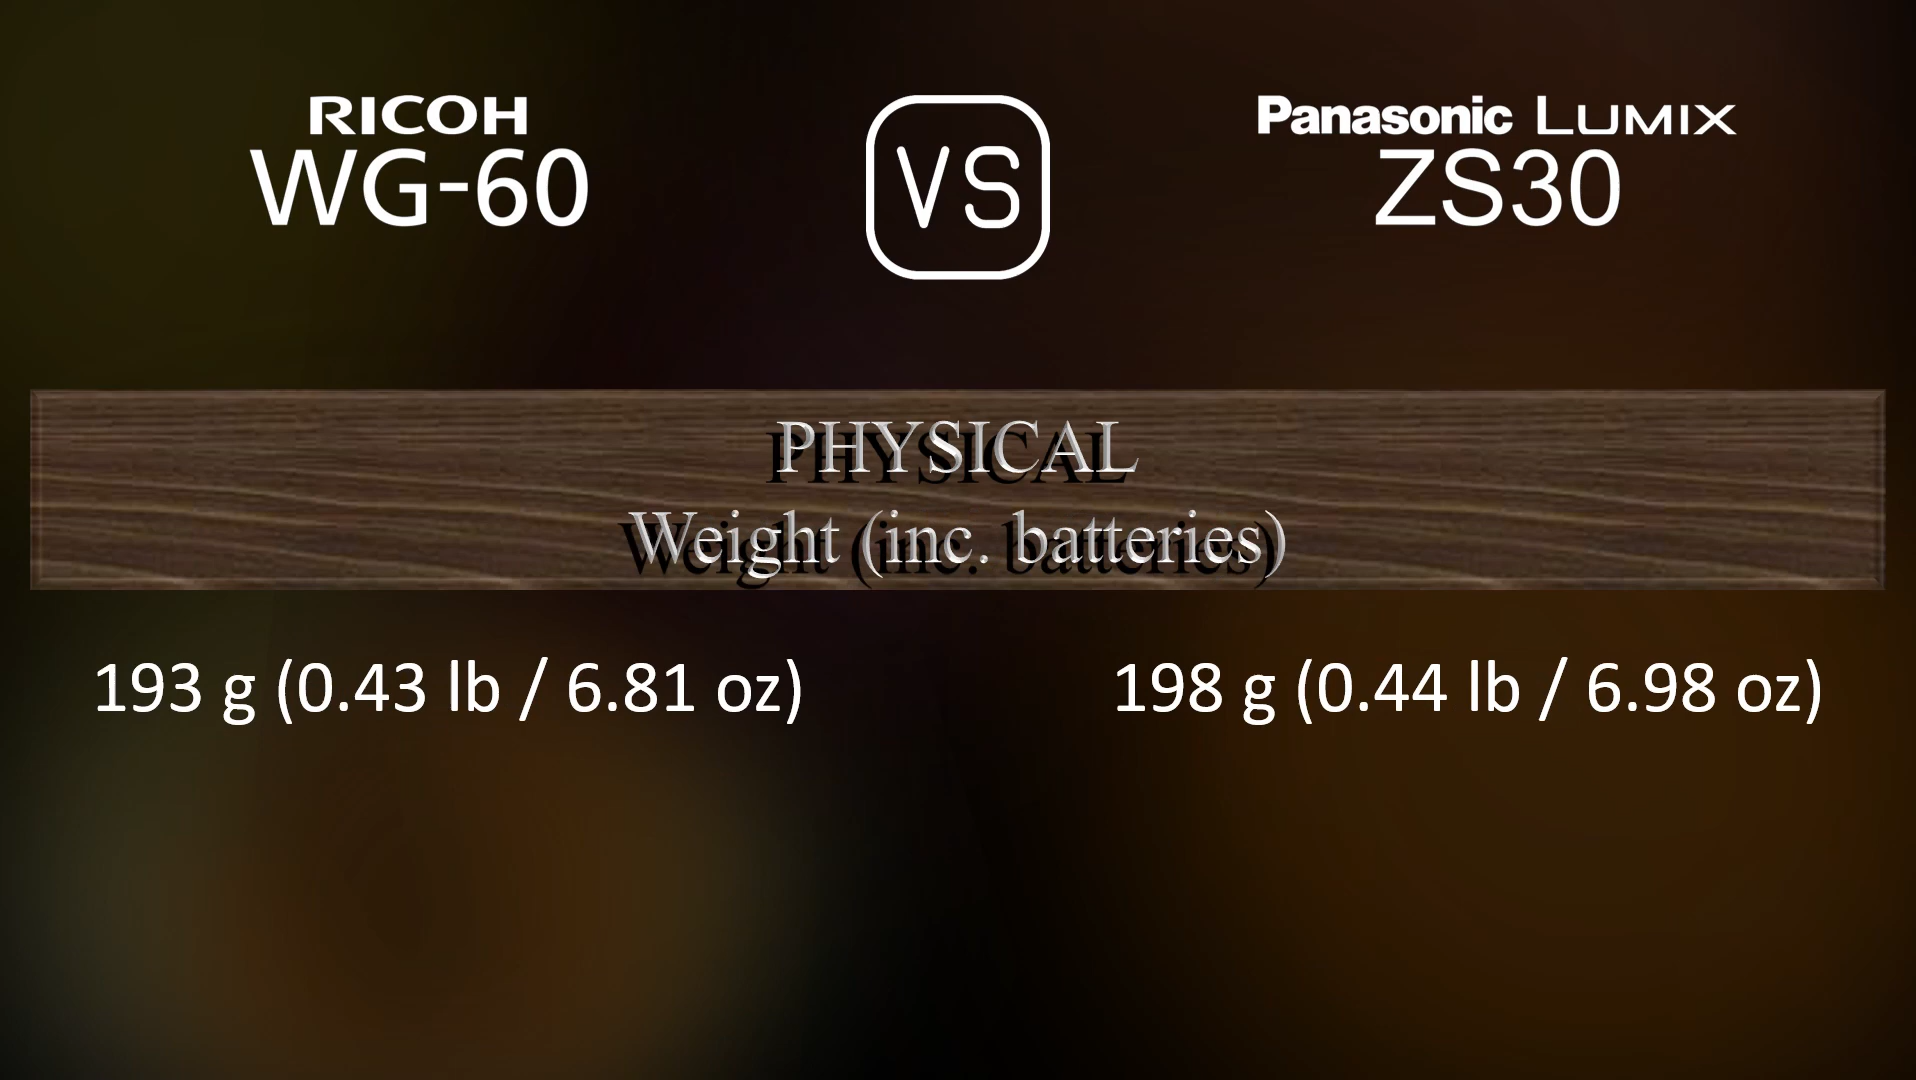 RICOH
WG-60
VS
Panasonic LUMIX
ZS30
PHYSICAL
Weight (inc. batteries)
193 g (0.43 lb / 6.81 oz)
198 g (0.44 lb / 6.98 oz)